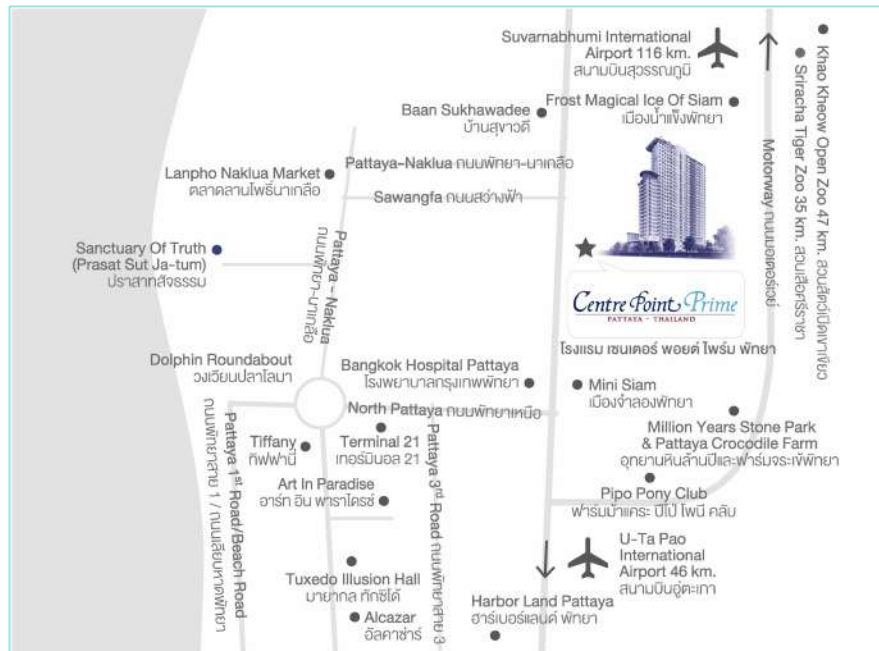 Suvarnabhumi International
Airport 116 km.
สนามบินสุวรรณภูมิ
Frost Magical Ice Of Siam
เมืองน้ำแข็งพัทยา
Baan Sukhawadee
บ้านสุขาวดี
Khao Kheow Open Zoo 47 km. สวนสัตว์เปิดเขาเขียว
Sriracha Tiger Zoo 35 km. สวนเสือศรีราชา
Motorway ถนนมอเตอร์เวย์
Pattaya-Naklua ถนนพัทยา-นาเกลือ
Lanpho Naklua Market
ตลาดลานโพธิ์นาเกลือ
Sawangfa ถนนสว่างฟ้า
Pattaya - Naklua
ถนนพัทยา-นาเกลือ
Sanctuary Of Truth
(Prasat Sut Ja-tum)
ปราสาทสัจธรรม
Centre Point Prime
PATTAYA - THAILAND
โรงแรม เซนเตอร์ พอยต์ ไพร์ม พัทยา
Dolphin Roundabout
วงเวียนปลาโลมา
Bangkok Hospital Pattaya
โรงพยาบาลกรุงเทพพัทยา
Mini Siam
เมืองจำลองพัทยา
North Pattaya ถนนพัทยาเหนือ
Million Years Stone Park
& Pattaya Crocodile Farm
อุทยานหินล้านปีและฟาร์มจระเข้พัทยา
Pattaya 1st Road/Beach Road
ถนนพัทยาสาย 1 / ถนนเลียบหาดพัทยา
Tiffany
ทิฟฟานี่
Terminal 21
เทอร์มินอล 21
Pattaya 3rd Road ถนนพัทยาสาย 3
Art In Paradise
อาร์ท อิน พาราไดรซ์
Pipo Pony Club
ฟาร์มม้าแคระ ปีโป้ โพนี คลับ
U-Ta Pao
International
Airport 46 km.
สนามบินอู่ตะเภา
Tuxedo Illusion Hall
มายากล ทักซิโด้
Harbor Land Pattaya
ฮาร์เบอร์แลนด์ พัทยา
Alcazar
อัลคาซ่าร์